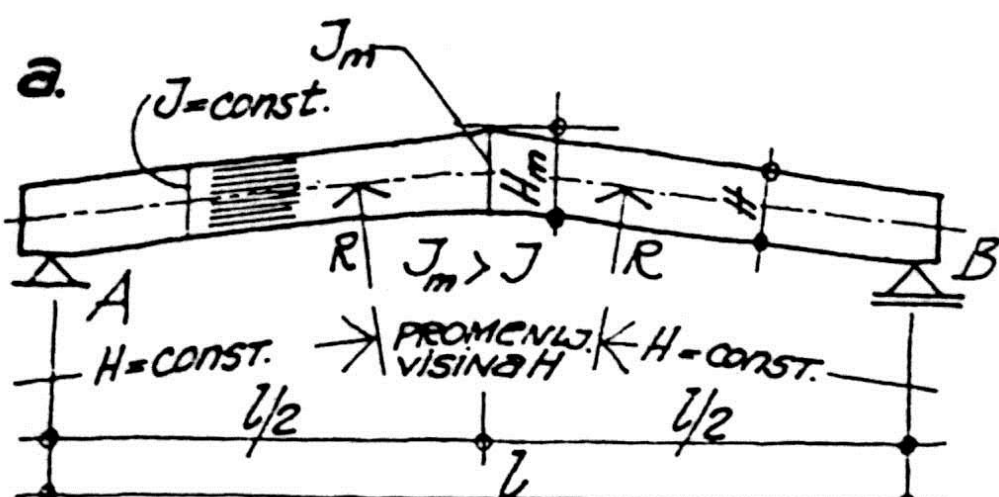 a.
J=const.
Jm
Hm
H
R
Jm > J
R
A
B
H=CONST.
PROMENLJ.
VISINA H
H=CONST.
l/2
l/2
l